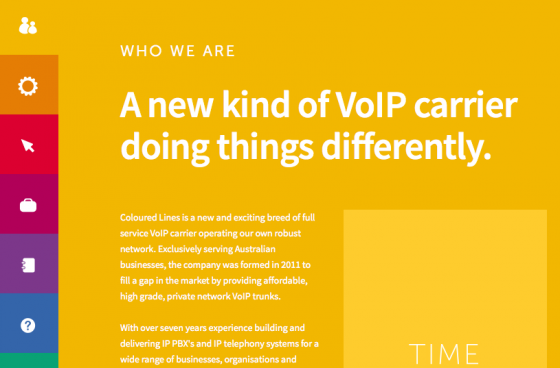 WHO WE ARE
A new kind of VoIP carrier
doing things differently.
Coloured Lines is a new and exciting breed of full
service VoIP carrier operating our own robust
network. Exclusively serving Australian
businesses, the company was formed in 2011 to
fill a gap in the market by providing affordable,
high grade, private network VoIP trunks.
With over seven years experience building and
delivering IP PBX's and IP telephony systems for a
wide range of businesses, organisations and
TIME
?